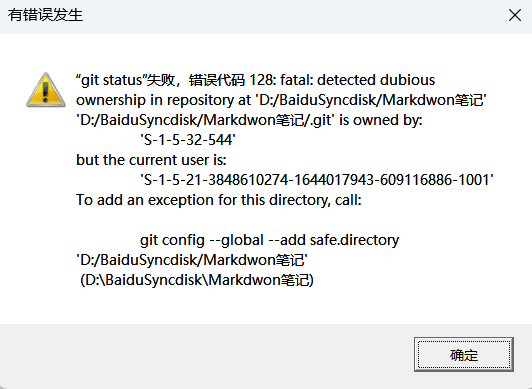 有错误发生
“git status”失败，错误代码 128: fatal: detected dubious
ownership in repository at 'D:/BaiduSyncdisk/Markdwon笔记'
'D:/BaiduSyncdisk/Markdwon笔记/.git' is owned by:
'S-1-5-32-544'
but the current user is:
'S-1-5-21-3848610274-1644017943-609116886-1001'
To add an exception for this directory, call:
git config --global --add safe.directory
'D:/BaiduSyncdisk/Markdwon笔记'
(D:\BaiduSyncdisk\Markdwon笔记)
确定